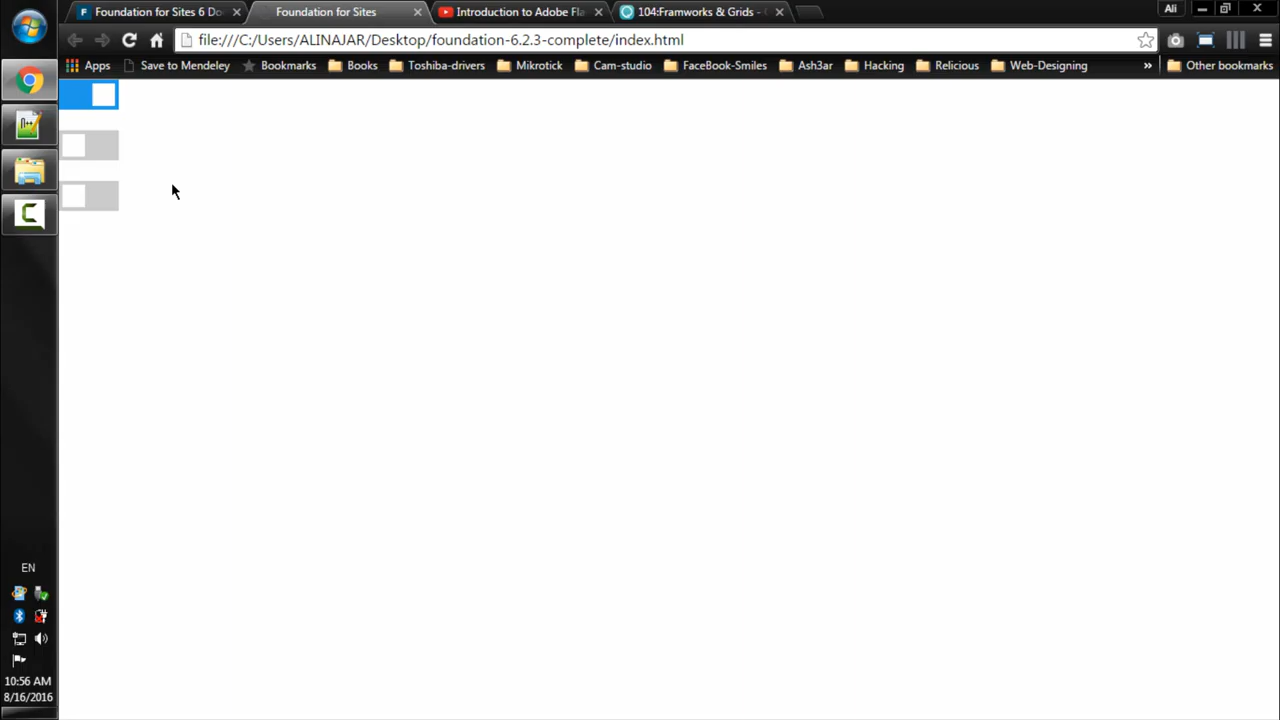 Foundation for Sites 6 Do
Foundation for Sites
Introduction to Adobe Fla
104:Framworks & Grids -
Ali
file:///C:/Users/ALINAJAR/Desktop/foundation-6.2.3-complete/index.html
Apps
Save to Mendeley
Bookmarks
Books
Toshiba-drivers
Mikrotick
Cam-studio
FaceBook-Smiles
Ash3ar
Hacking
Relicious
Web-Designing
»
Other bookmarks
EN
10:56 AM
8/16/2016